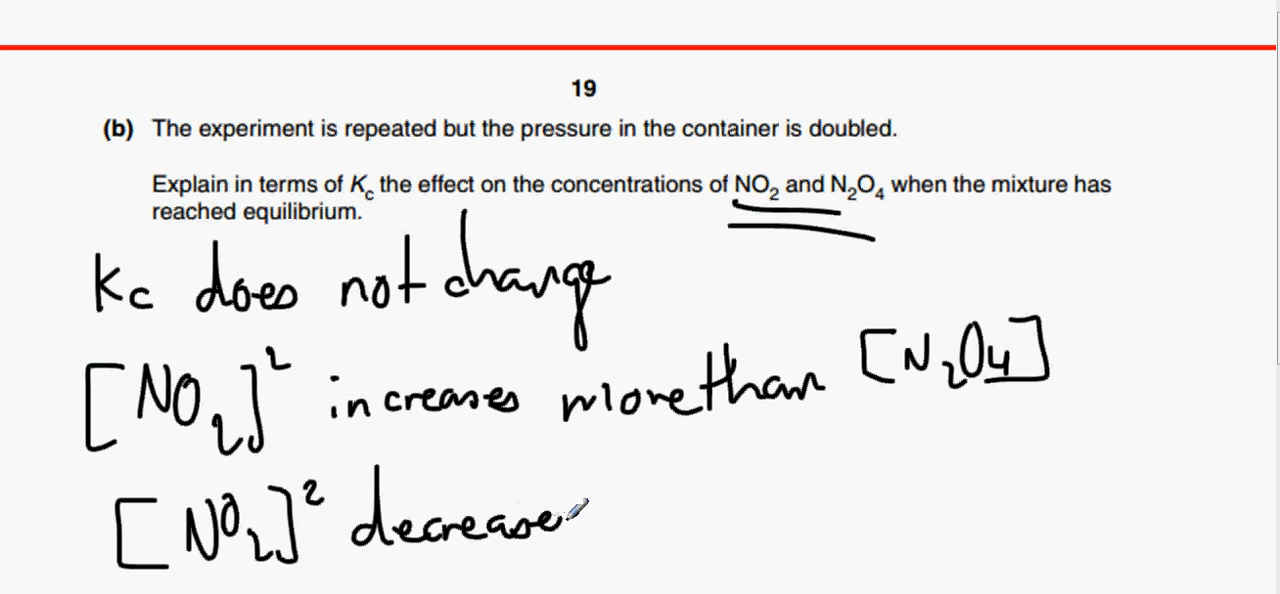 19
(b) The experiment is repeated but the pressure in the container is doubled.
Explain in terms of Kc the effect on the concentrations of NO₂ and N₂O₄ when the mixture has
reached equilibrium.
Kc does not change
[NO₂]² increases more than [N₂O₄]
[NO₂]² decrease